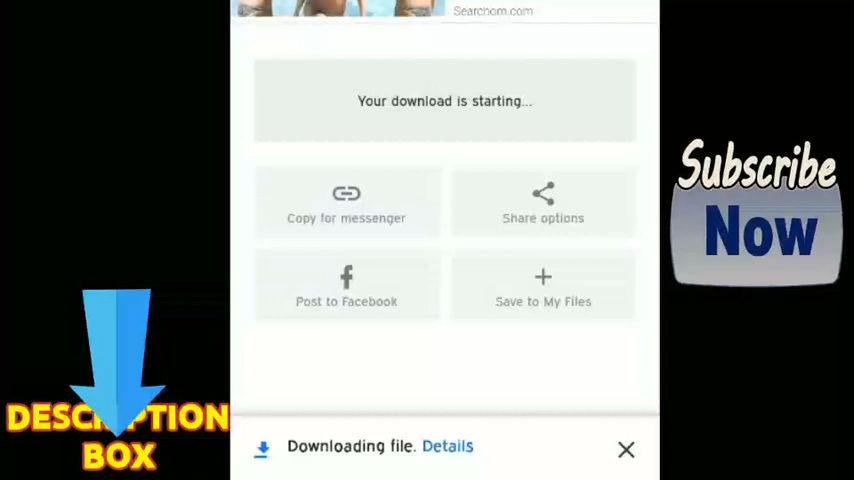 Searchom.com
Your download is starting...
Copy for messenger
Share options
Post to Facebook
Save to My Files
Downloading file. Details
Subscribe
Now
DESCRIPTION
BOX